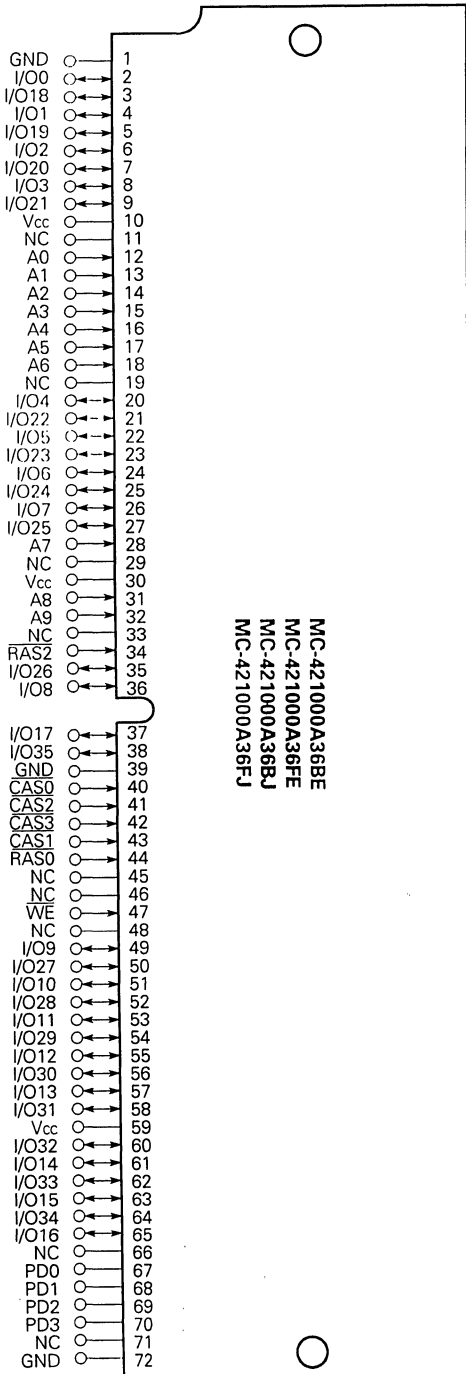 GND 1
I/O0 2
I/O18 3
I/O1 4
I/O19 5
I/O2 6
I/O20 7
I/O3 8
I/O21 9
Vcc 10
NC 11
A0 12
A1 13
A2 14
A3 15
A4 16
A5 17
A6 18
NC 19
I/O4 20
I/O22 21
I/O5 22
I/O23 23
I/O6 24
I/O24 25
I/O7 26
I/O25 27
A7 28
NC 29
Vcc 30
A8 31
A9 32
NC 33
R̅A̅S̅2̅ 34
I/O26 35
I/O8 36
I/O17 37
I/O35 38
GND 39
C̅A̅S̅0̅ 40
C̅A̅S̅2̅ 41
C̅A̅S̅3̅ 42
C̅A̅S̅1̅ 43
R̅A̅S̅0̅ 44
NC 45
NC 46
W̅E̅ 47
NC 48
I/O9 49
I/O27 50
I/O10 51
I/O28 52
I/O11 53
I/O29 54
I/O12 55
I/O30 56
I/O13 57
I/O31 58
Vcc 59
I/O32 60
I/O14 61
I/O33 62
I/O15 63
I/O34 64
I/O16 65
NC 66
PD0 67
PD1 68
PD2 69
PD3 70
NC 71
GND 72
MC-421000A36BE
MC-421000A36FE
MC-421000A36BJ
MC-421000A36FJ